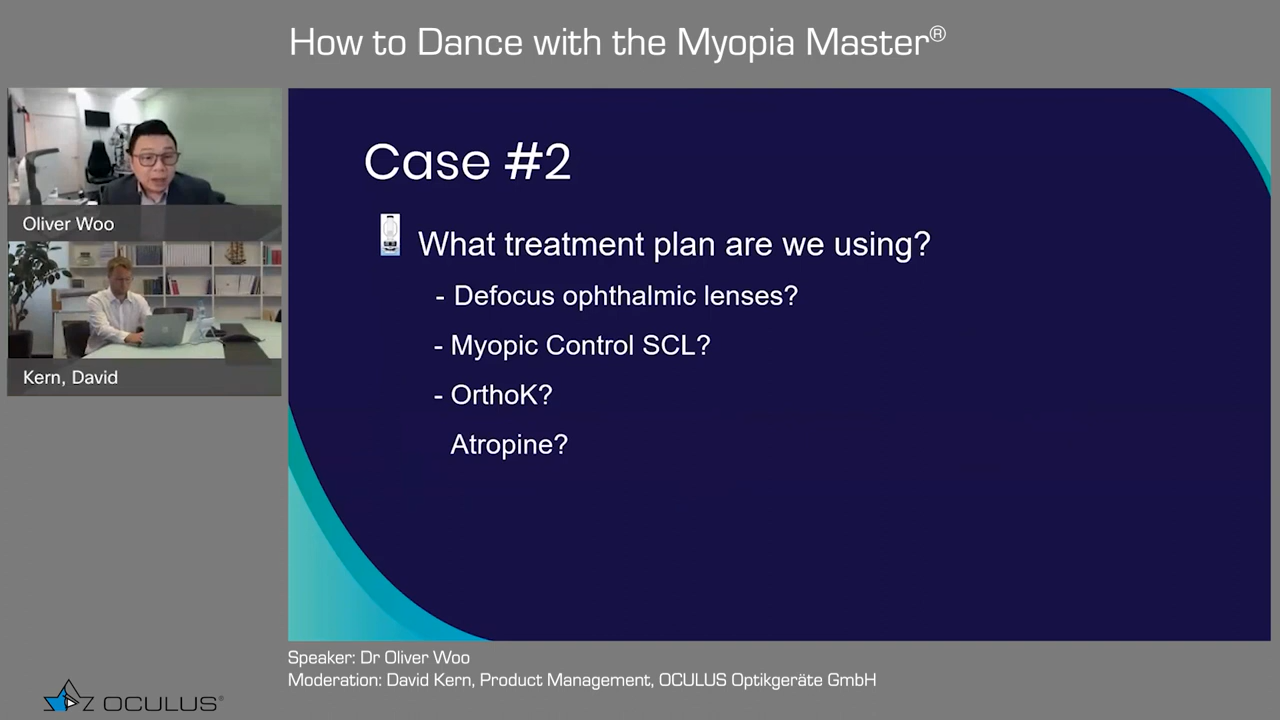 How to Dance with the Myopia Master®
Oliver Woo
Kern, David
Case #2
What treatment plan are we using?
- Defocus ophthalmic lenses?
- Myopic Control SCL?
- OrthoK?
Atropine?
Speaker: Dr Oliver Woo
Moderation: David Kern, Product Management, OCULUS Optikgeräte GmbH
OCULUS®